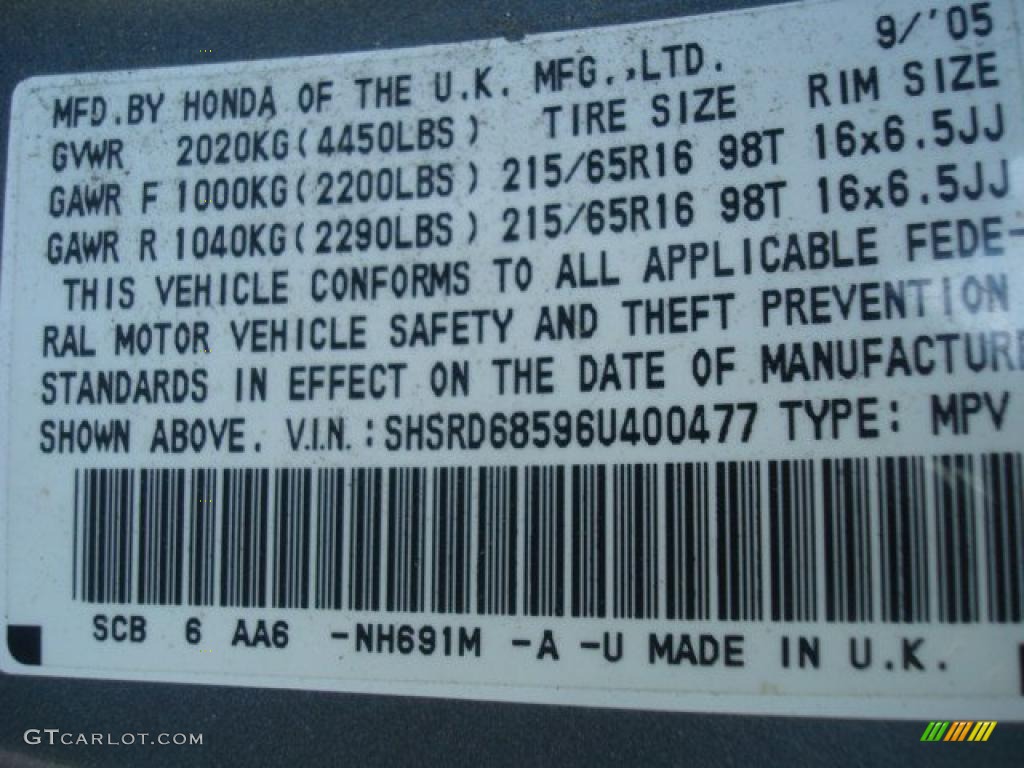 9/'05
MFD.BY HONDA OF THE U.K. MFG.,LTD.
GVWR 2020KG(4450LBS) TIRE SIZE RIM SIZE
GAWR F 1000KG(2200LBS) 215/65R16 98T 16x6.5JJ
GAWR R 1040KG(2290LBS) 215/65R16 98T 16x6.5JJ
THIS VEHICLE CONFORMS TO ALL APPLICABLE FEDE-
RAL MOTOR VEHICLE SAFETY AND THEFT PREVENTION
STANDARDS IN EFFECT ON THE DATE OF MANUFACTURE
SHOWN ABOVE. V.I.N.:SHSRD68596U400477 TYPE: MPV
SCB 6 AA6 -NH691M -A -U MADE IN U.K.
GTCARLOT.COM